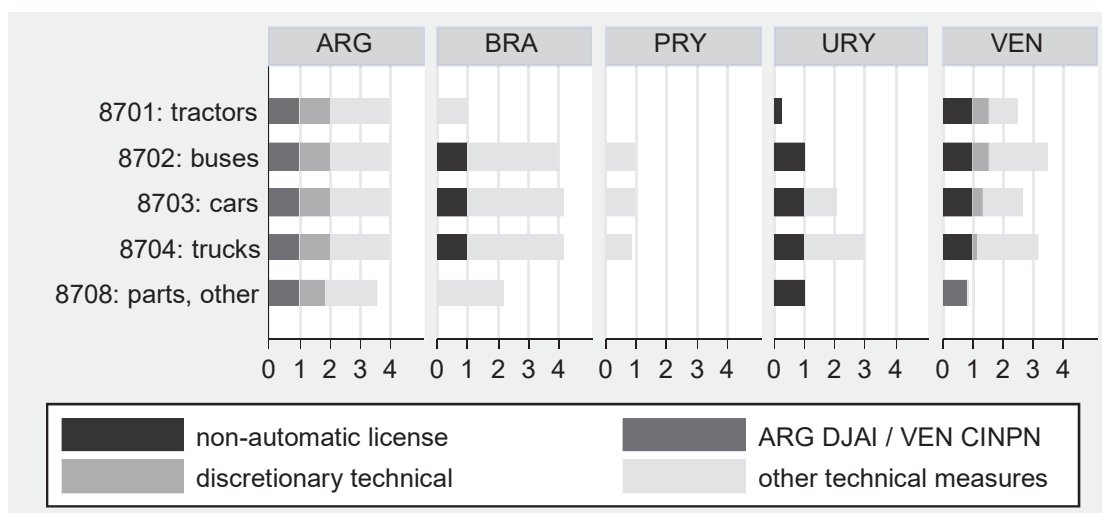 ARG BRA PRY URY VEN
8701: tractors
8702: buses
8703: cars
8704: trucks
8708: parts, other
0 1 2 3 4 0 1 2 3 4 0 1 2 3 4 0 1 2 3 4 0 1 2 3 4
non-automatic license ARG DJAI / VEN CINPN
discretionary technical other technical measures